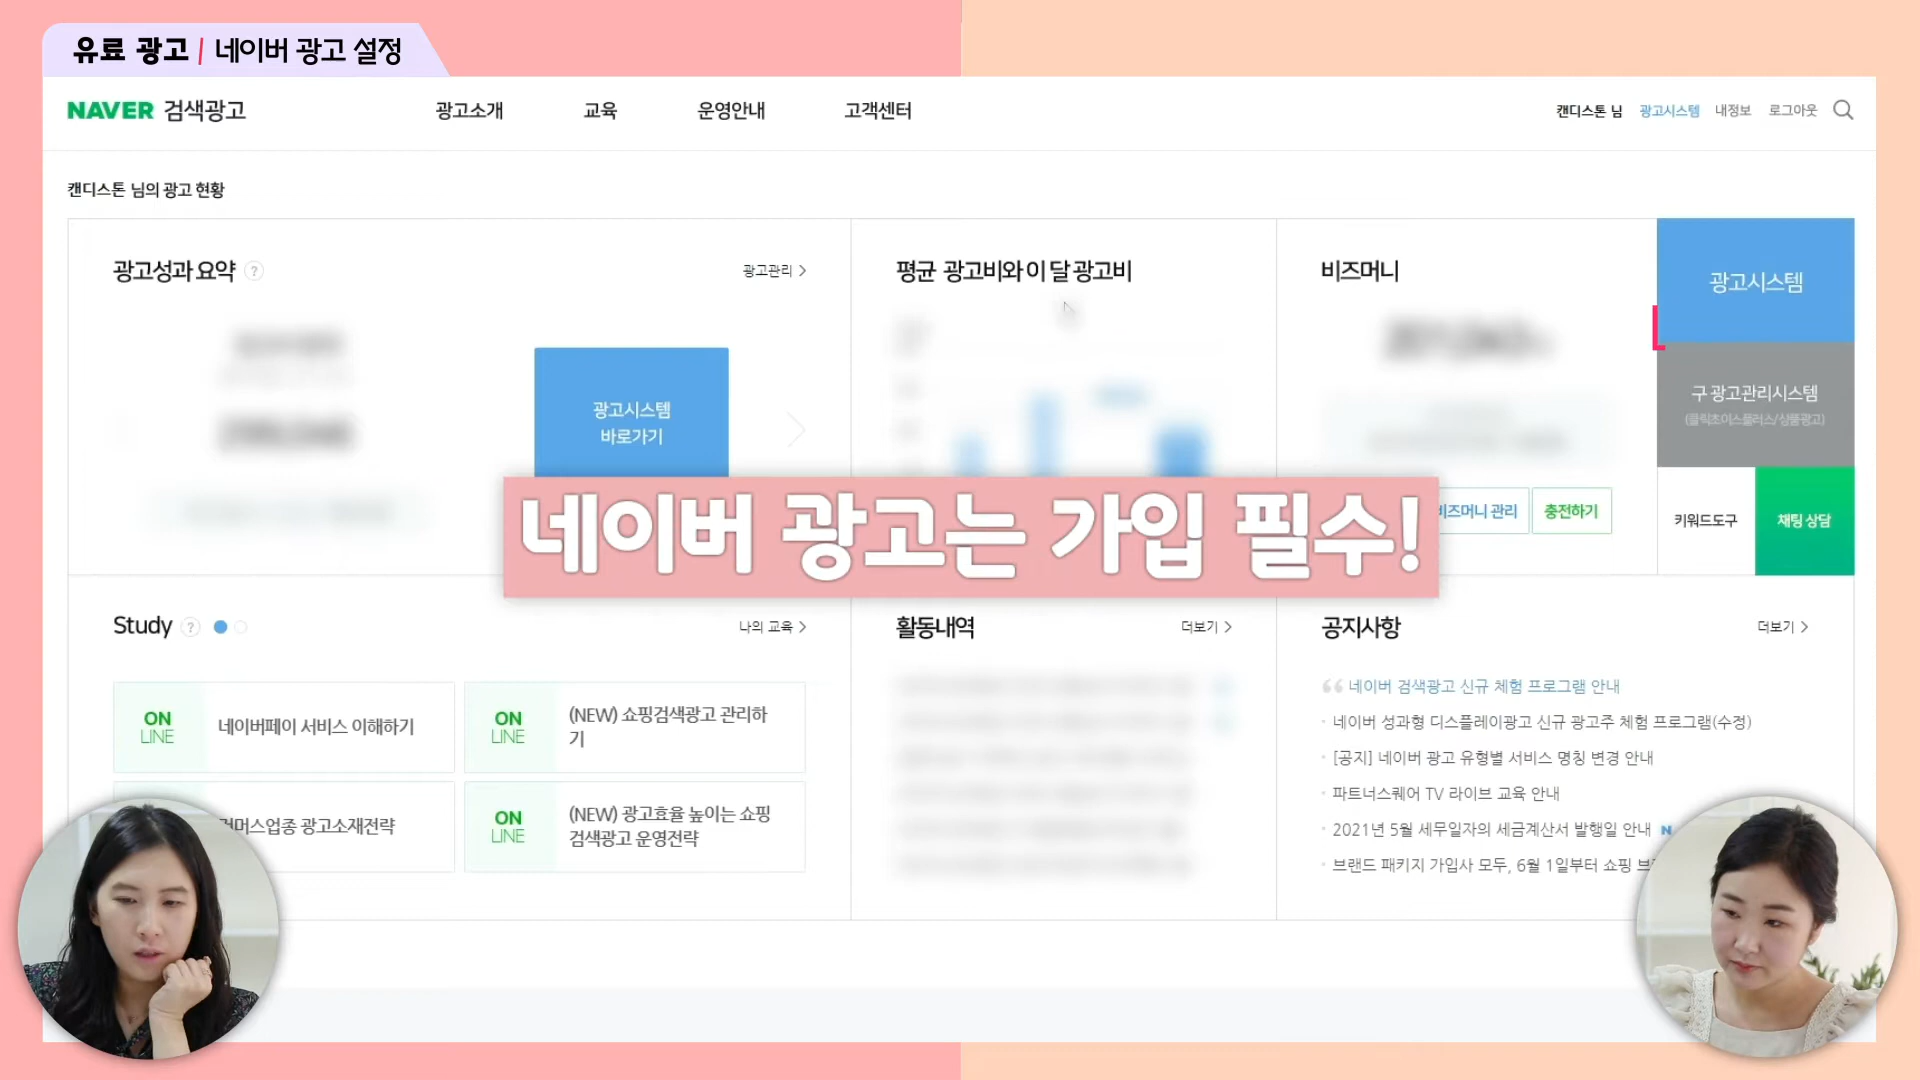 유료 광고 | 네이버 광고 설정
NAVER 검색광고
광고소개
교육
운영안내
고객센터
캔디스톤 님
광고시스템
내정보
로그아웃
캔디스톤 님의 광고 현황
광고성과 요약 ?
광고관리 >
광고시스템
바로가기
평균 광고비와 이 달 광고비
비즈머니
비즈머니 관리
충전하기
광고시스템
구 광고관리시스템
(클릭초이스플러스/상품광고)
키워드도구
채팅 상담
네이버 광고는 가입 필수!
Study ?
나의 교육 >
ON
LINE
네이버페이 서비스 이해하기
ON
LINE
(NEW) 쇼핑검색광고 관리하
기
커머스업종 광고소재전략
ON
LINE
(NEW) 광고효율 높이는 쇼핑
검색광고 운영전략
활동내역
더보기 >
공지사항
더보기 >
네이버 검색광고 신규 체험 프로그램 안내
· 네이버 성과형 디스플레이광고 신규 광고주 체험 프로그램(수정)
· [공지] 네이버 광고 유형별 서비스 명칭 변경 안내
· 파트너스퀘어 TV 라이브 교육 안내
· 2021년 5월 세무일자의 세금계산서 발행일 안내 N
· 브랜드 패키지 가입사 모두, 6월 1일부터 쇼핑